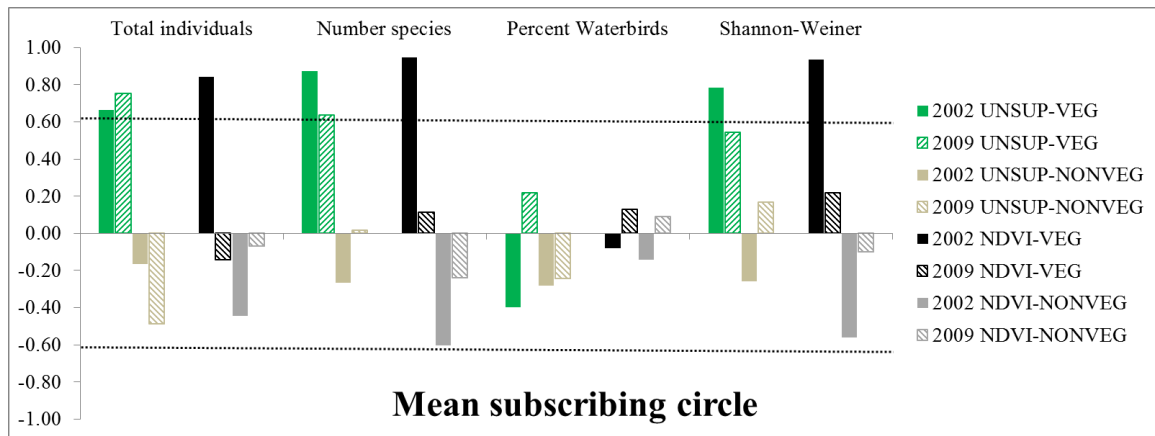 Total individuals Number species Percent Waterbirds Shannon-Weiner
1.00
0.80
0.60
0.40
0.20
0.00
-0.20
-0.40
-0.60
-0.80
-1.00
2002 UNSUP-VEG
2009 UNSUP-VEG
2002 UNSUP-NONVEG
2009 UNSUP-NONVEG
2002 NDVI-VEG
2009 NDVI-VEG
2002 NDVI-NONVEG
2009 NDVI-NONVEG
Mean subscribing circle